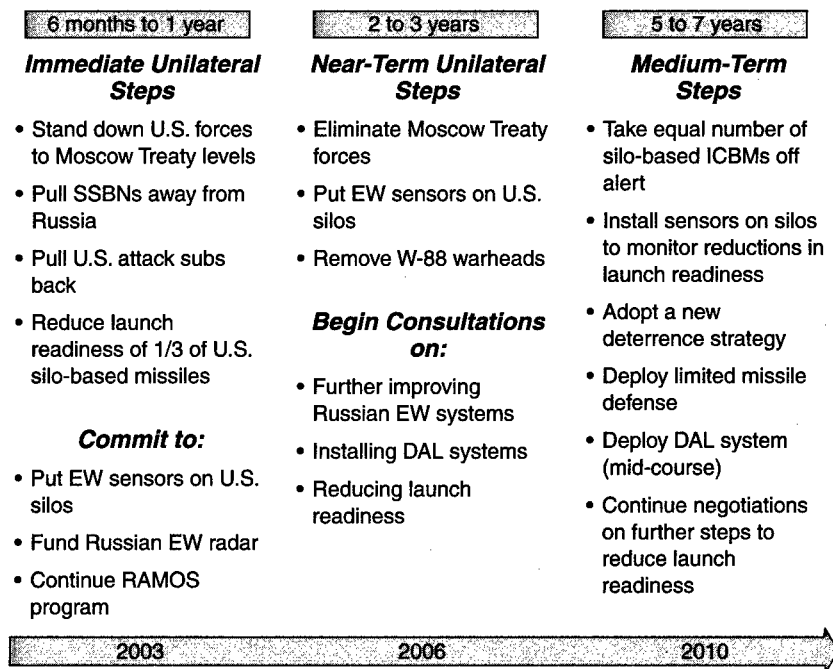 6 months to 1 year
Immediate Unilateral
Steps
• Stand down U.S. forces
to Moscow Treaty levels
• Pull SSBNs away from
Russia
• Pull U.S. attack subs
back
• Reduce launch
readiness of 1/3 of U.S.
silo-based missiles
Commit to:
• Put EW sensors on U.S.
silos
• Fund Russian EW radar
• Continue RAMOS
program
2 to 3 years
Near-Term Unilateral
Steps
• Eliminate Moscow Treaty
forces
• Put EW sensors on U.S.
silos
• Remove W-88 warheads
Begin Consultations
on:
• Further improving
Russian EW systems
• Installing DAL systems
• Reducing launch
readiness
5 to 7 years
Medium-Term
Steps
• Take equal number of
silo-based ICBMs off
alert
• Install sensors on silos
to monitor reductions in
launch readiness
• Adopt a new
deterrence strategy
• Deploy limited missile
defense
• Deploy DAL system
(mid-course)
• Continue negotiations
on further steps to
reduce launch
readiness
2003
2006
2010